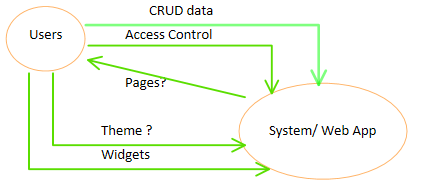 CRUD data
Users
Access Control
Pages?
Theme ?
System/ Web App
Widgets